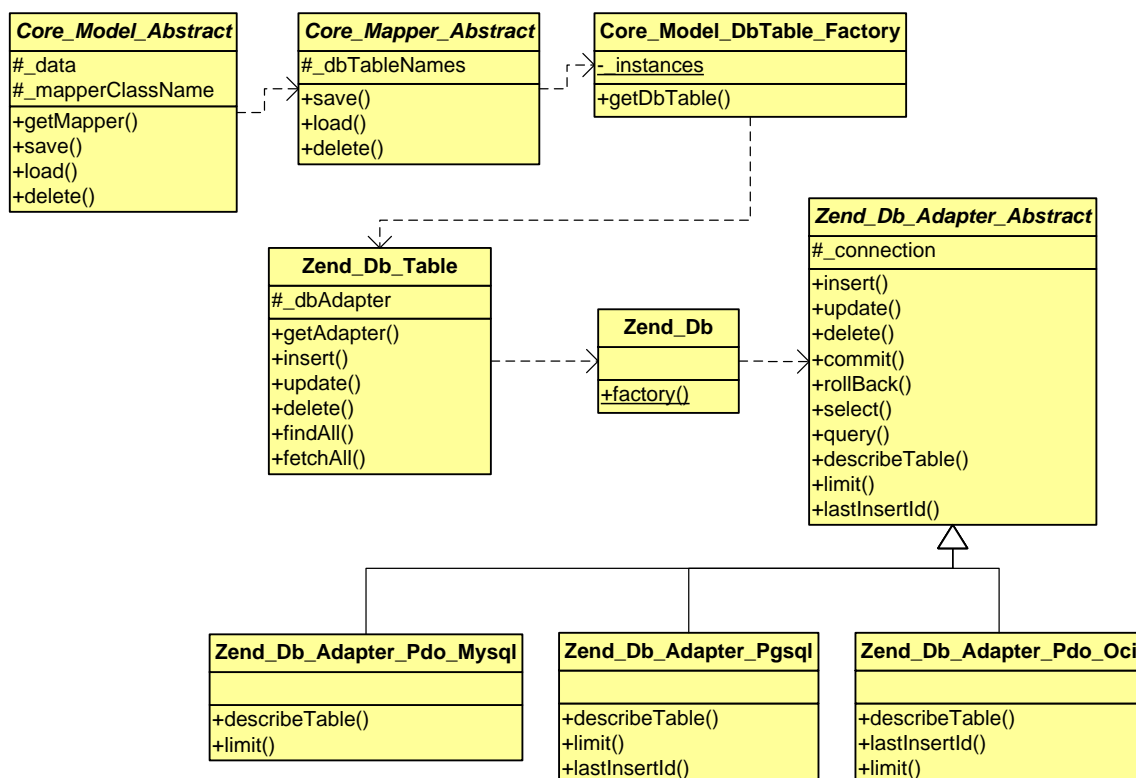 Core_Model_Abstract
#_data
#_mapperClassName
+getMapper()
+save()
+load()
+delete()
Core_Mapper_Abstract
#_dbTableNames
+save()
+load()
+delete()
Core_Model_DbTable_Factory
-_instances
+getDbTable()
Zend_Db_Table
#_dbAdapter
+getAdapter()
+insert()
+update()
+delete()
+findAll()
+fetchAll()
Zend_Db
+factory()
Zend_Db_Adapter_Abstract
#_connection
+insert()
+update()
+delete()
+commit()
+rollBack()
+select()
+query()
+describeTable()
+limit()
+lastInsertId()
Zend_Db_Adapter_Pdo_Mysql
+describeTable()
+limit()
Zend_Db_Adapter_Pgsql
+describeTable()
+limit()
+lastInsertId()
Zend_Db_Adapter_Pdo_Oci
+describeTable()
+lastInsertId()
+limit()